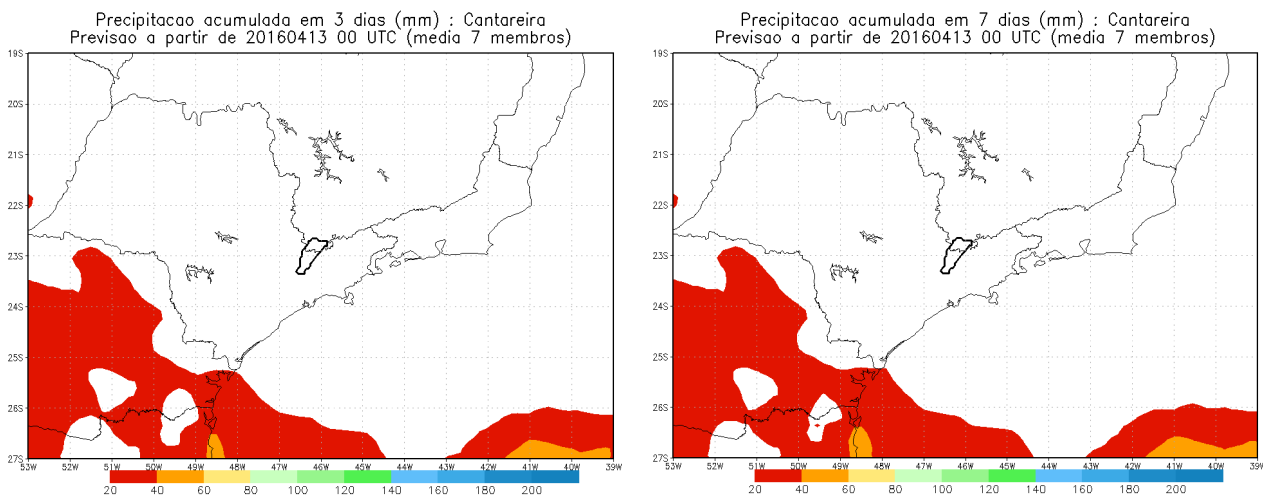 Precipitacao acumulada em 3 dias (mm) : Cantareira
Previsao a partir de 20160413 00 UTC (media 7 membros)
19S
20S
21S
22S
23S
24S
25S
26S
27S
53W 52W 51W 50W 49W 48W 47W 46W 45W 44W 43W 42W 41W 40W 39W
20 40 60 80 100 120 140 160 180 200
Precipitacao acumulada em 7 dias (mm) : Cantareira
Previsao a partir de 20160413 00 UTC (media 7 membros)
19S
20S
21S
22S
23S
24S
25S
26S
27S
53W 52W 51W 50W 49W 48W 47W 46W 45W 44W 43W 42W 41W 40W 39W
20 40 60 80 100 120 140 160 180 200